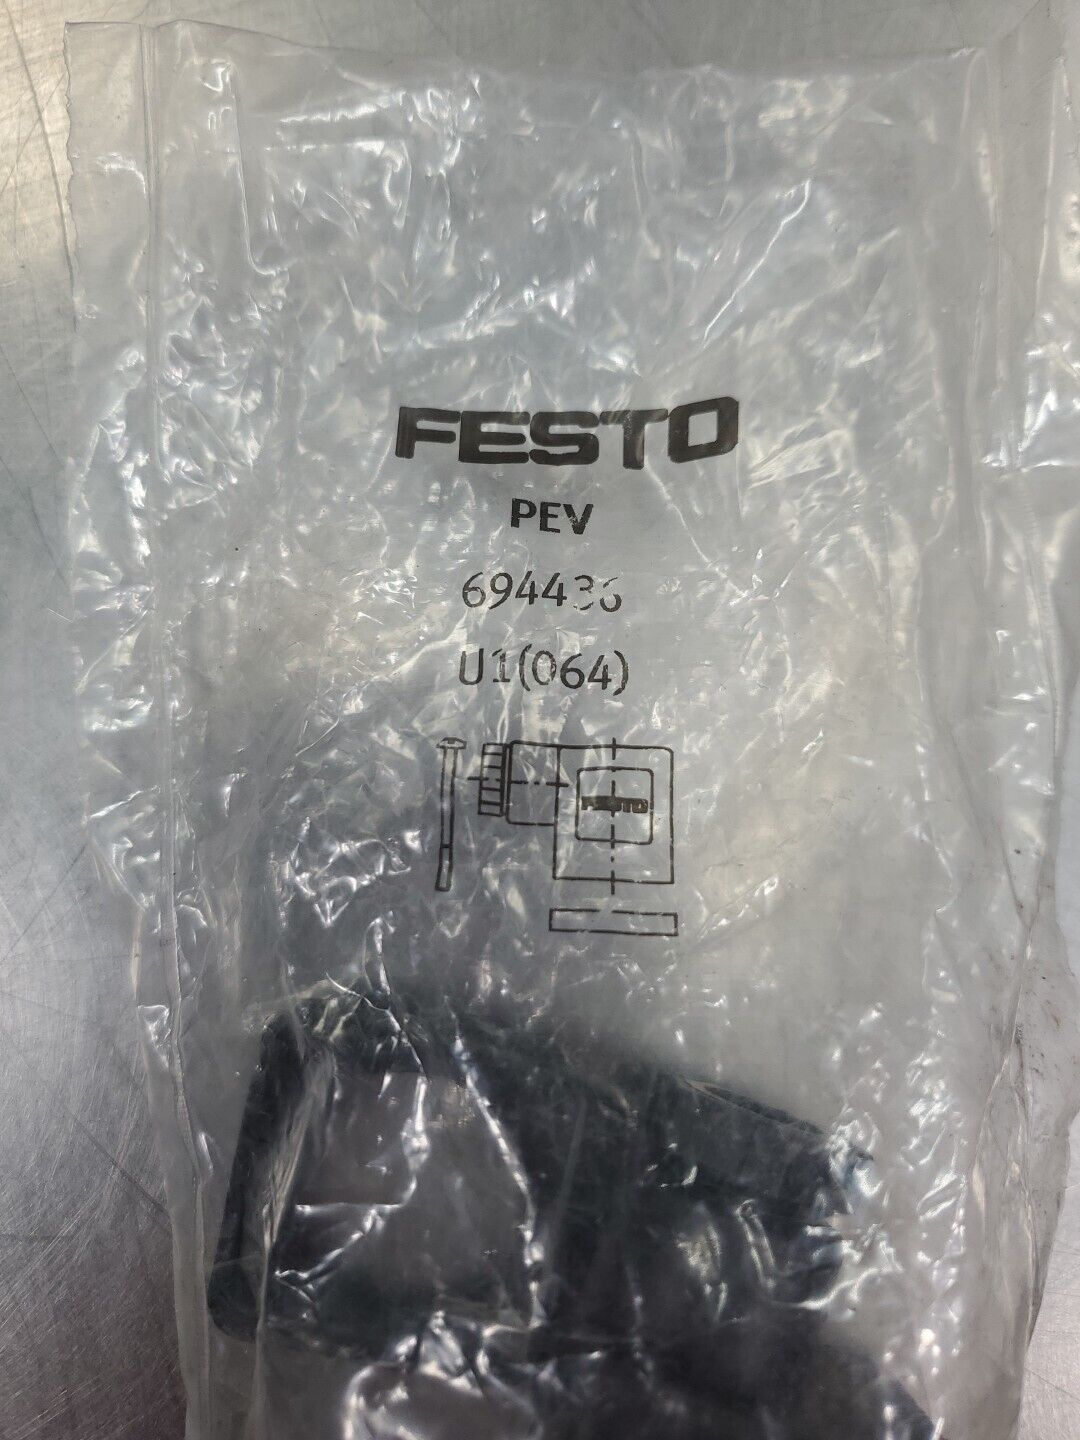 FESTO
PEV
694436
U1(064)
FESTO